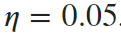 η = 0.05.